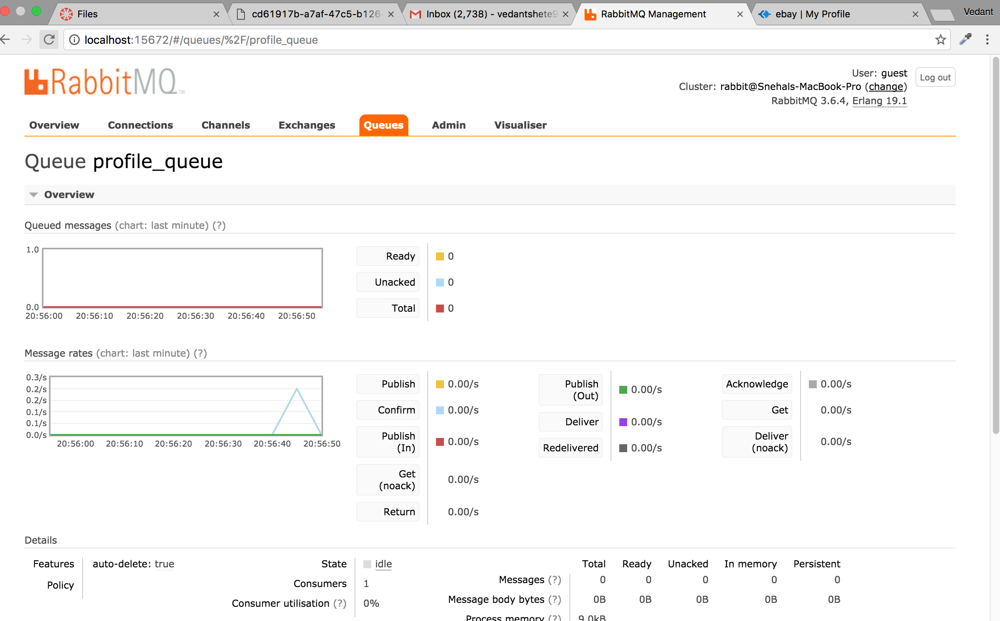 Files
cd61917b-a7af-47c5-b126-
Inbox (2,738) - vedantshete9
RabbitMQ Management
ebay | My Profile
Vedant
localhost:15672/#/queues/%2F/profile_queue
RabbitMQ™
User: guest
Log out
Cluster: rabbit@Snehals-MacBook-Pro (change)
RabbitMQ 3.6.4, Erlang 19.1
Overview Connections Channels Exchanges Queues Admin Visualiser
Queue profile_queue
Overview
Queued messages (chart: last minute) (?)
1.0
0.0
20:56:00 20:56:10 20:56:20 20:56:30 20:56:40 20:56:50
Ready 0
Unacked 0
Total 0
Message rates (chart: last minute) (?)
0.3/s
0.2/s
0.2/s
0.1/s
0.1/s
0.0/s
20:56:00 20:56:10 20:56:20 20:56:30 20:56:40 20:56:50
Publish 0.00/s
Confirm 0.00/s
Publish
(In) 0.00/s
Get
(noack) 0.00/s
Return 0.00/s
Publish
(Out) 0.00/s
Deliver 0.00/s
Redelivered 0.00/s
Acknowledge 0.00/s
Get 0.00/s
Deliver
(noack) 0.00/s
Details
Features auto-delete: true
Policy
State idle
Consumers 1
Consumer utilisation (?) 0%
Total Ready Unacked In memory Persistent
Messages (?) 0 0 0 0 0
Message body bytes (?) 0B 0B 0B 0B 0B
Process memory (?) 9.0kB